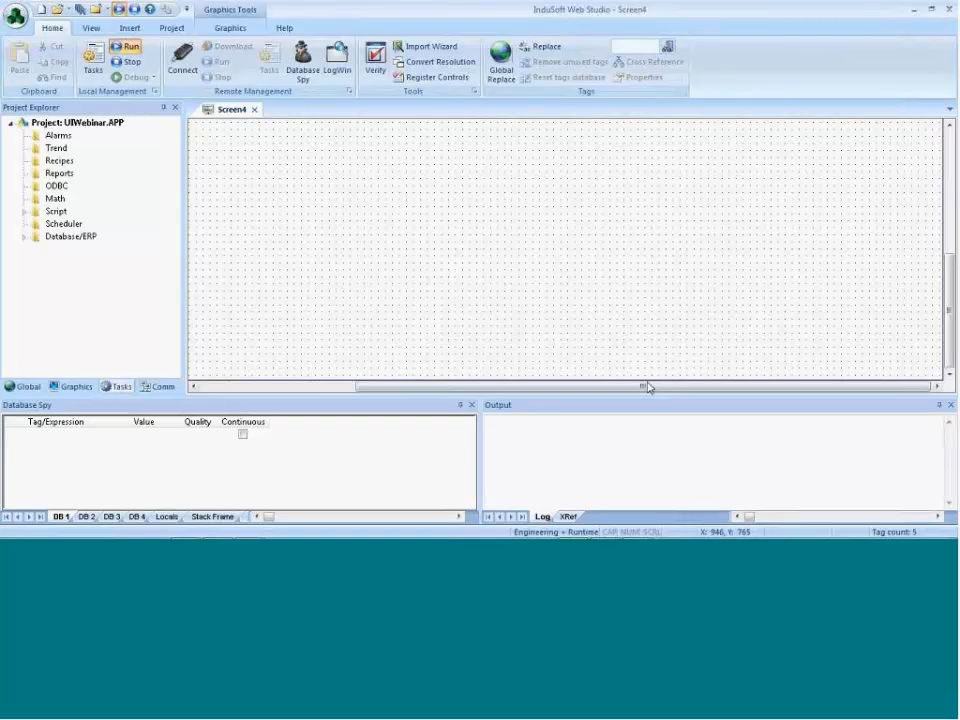 Graphics Tools
InduSoft Web Studio - Screen4
Home View Insert Project Graphics Help
Paste
Cut
Copy
Find
Clipboard
Tasks
Run
Stop
Debug
Local Management
Connect
Download
Run
Stop
Tasks
Database Spy
LogWin
Remote Management
Verify
Import Wizard
Convert Resolution
Register Controls
Tools
Global Replace
Replace
Remove unused tags
Reset tags database
Cross Reference
Properties
Tags
Project Explorer
Screen4
Project: UIWebinar.APP
Alarms
Trend
Recipes
Reports
ODBC
Math
Script
Scheduler
Database/ERP
Global Graphics Tasks Comm
Database Spy
Tag/Expression Value Quality Continuous
DB 1 DB 2 DB 3 DB 4 Locals Stack Frame
Output
Log XRef
Engineering + Runtime CAP NUM SCRL X: 946, Y: 765 Tag count: 5